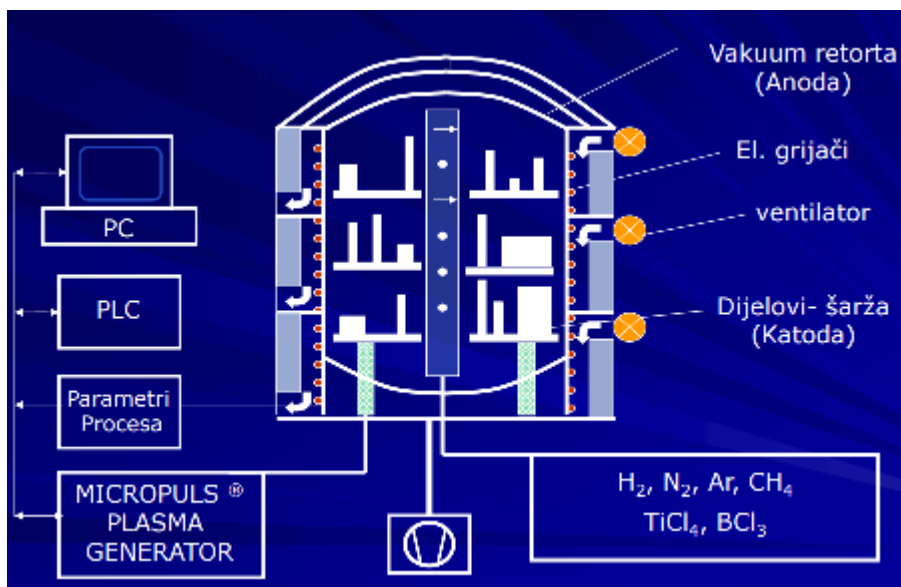 Vakuum retorta
(Anoda)
El. grijači
ventilator
Dijelovi- šarža
(Katoda)
PC
PLC
Parametri
Procesa
MICROPULS ®
PLASMA
GENERATOR
H₂, N₂, Ar, CH₄
TiCl₄, BCl₃